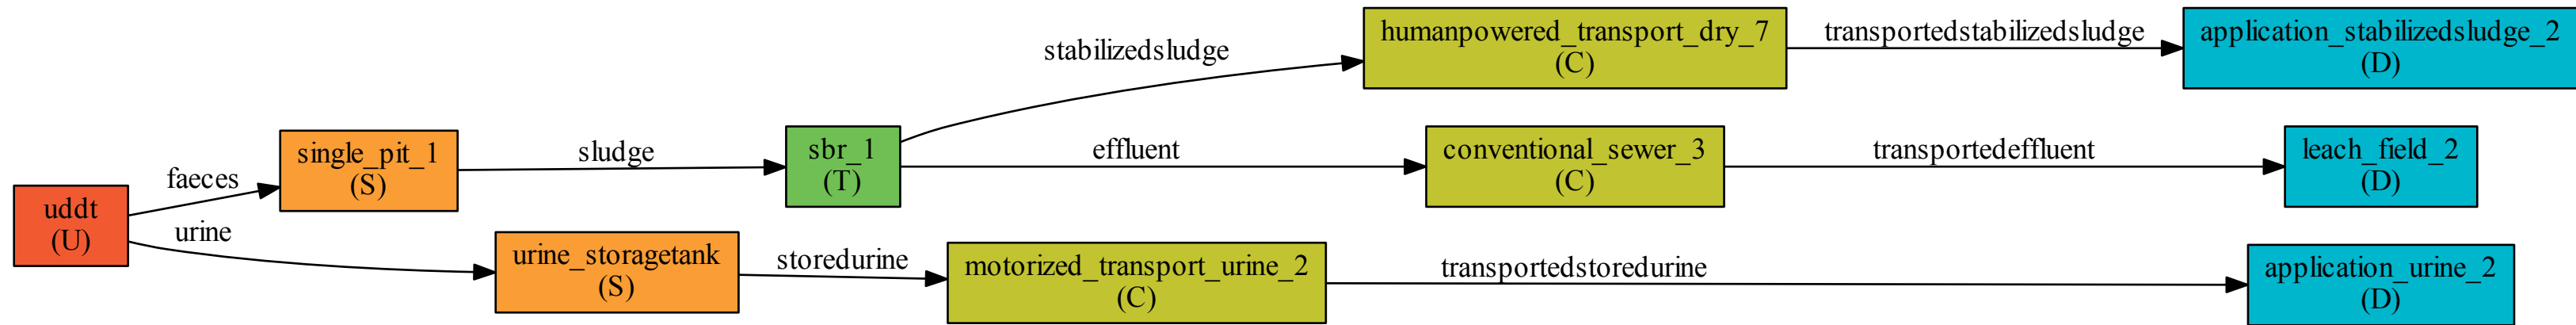 uddt
(U)
faeces
urine
single_pit_1
(S)
sludge
urine_storagetank
(S)
storedurine
sbr_1
(T)
stabilizedsludge
effluent
motorized_transport_urine_2
(C)
humanpowered_transport_dry_7
(C)
conventional_sewer_3
(C)
transportedstabilizedsludge
transportedeffluent
transportedstoredurine
application_stabilizedsludge_2
(D)
leach_field_2
(D)
application_urine_2
(D)